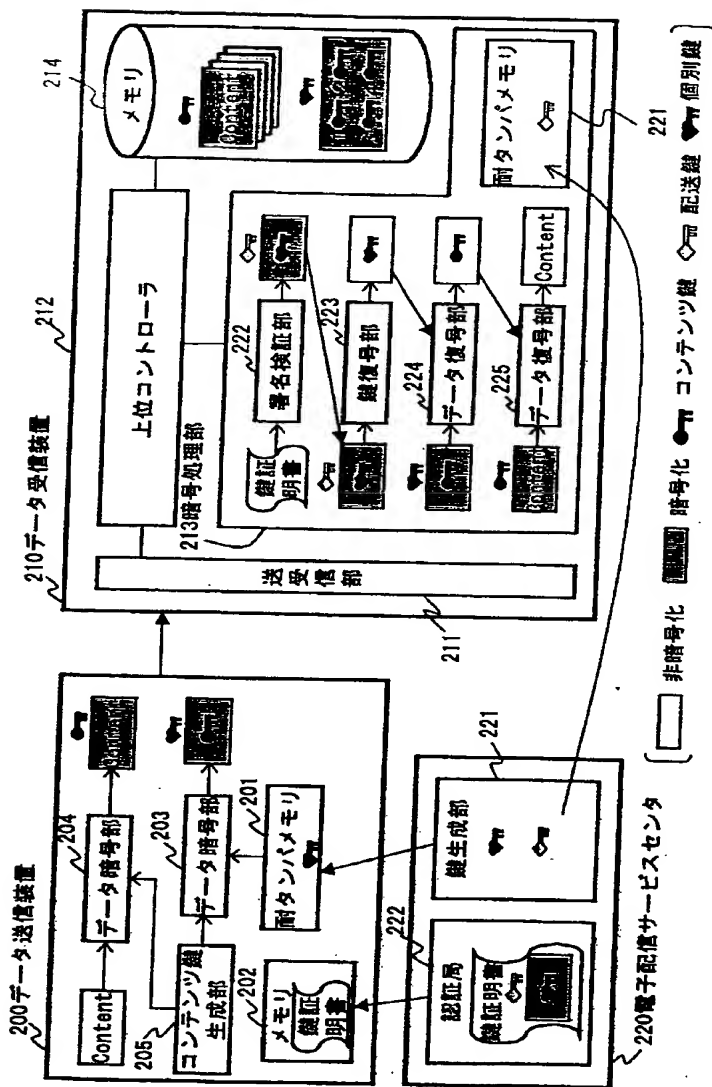 200データ送信装置
Content
204
データ暗号部
205
コンテンツ鍵
生成部
203
データ暗号部
Content
202
メモリ
鍵証
明書
201
耐タンパメモリ
220電子配信サービスセンタ
222
認証局
鍵証明書
221
鍵生成部
210データ受信装置
212
上位コントローラ
214
メモリ
Content
211
送受信部
213暗号処理部
鍵証
明書
222
署名検証部
223
鍵復号部
224
データ復号部
Content
225
データ復号部
Content
耐タンパメモリ
221
非暗号化
暗号化
コンテンツ鍵
配送鍵
個別鍵